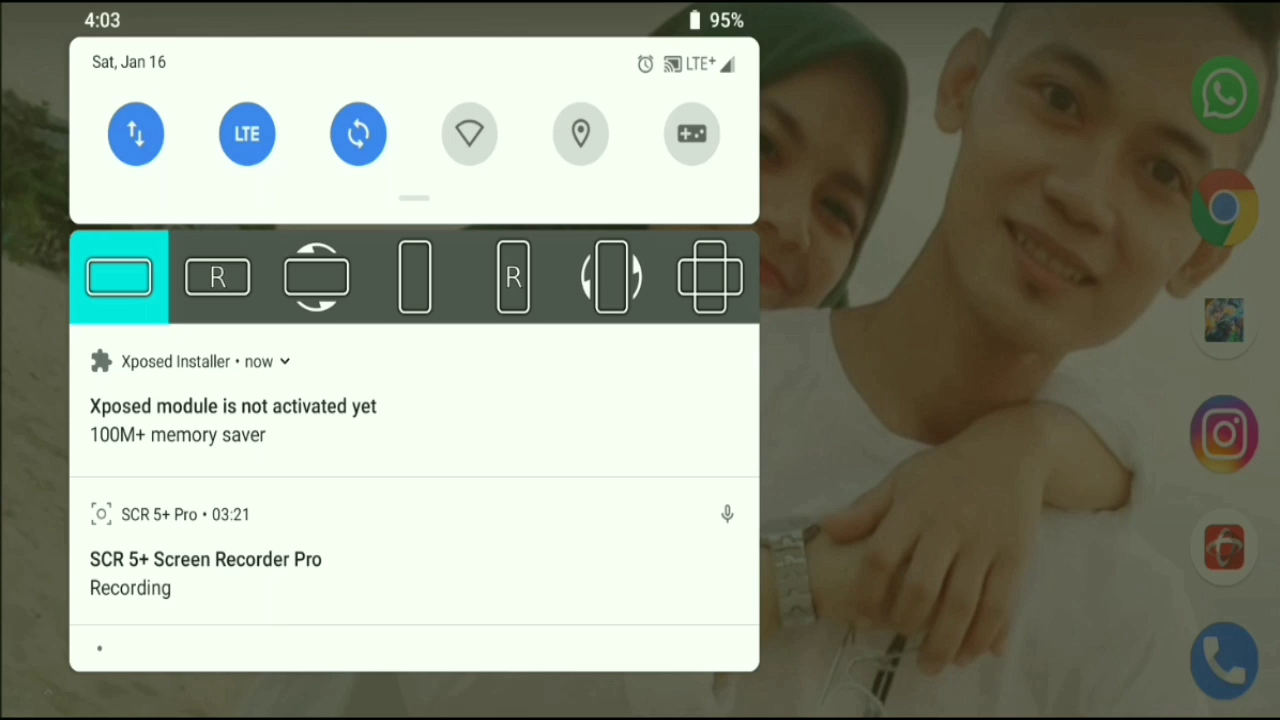 4:03
95%
Sat, Jan 16
LTE+
LTE
R
R
Xposed Installer • now
Xposed module is not activated yet
100M+ memory saver
SCR 5+ Pro • 03:21
SCR 5+ Screen Recorder Pro
Recording